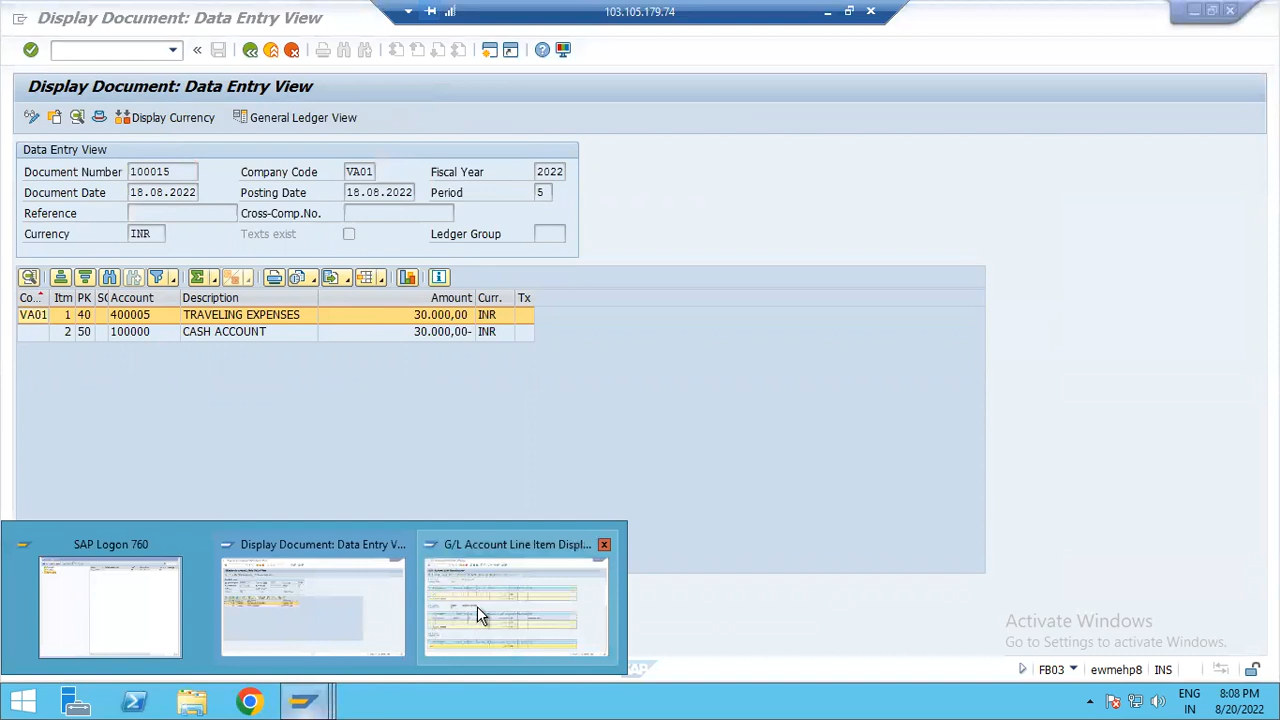 Display Document: Data Entry View
103.105.179.74
Display Document: Data Entry View
Display Currency
General Ledger View
Data Entry View
Document Number 100015 Company Code VA01 Fiscal Year 2022
Document Date 18.08.2022 Posting Date 18.08.2022 Period 5
Reference Cross-Comp.No.
Currency INR Texts exist Ledger Group
Co... Itm PK SG Account Description Amount Curr. Tx
VA01 1 40 400005 TRAVELING EXPENSES 30.000,00 INR
2 50 100000 CASH ACCOUNT 30.000,00- INR
SAP Logon 760
Display Document: Data Entry V...
G/L Account Line Item Displ...
Activate Windows
Go to Settings to activate Windows.
SAP
FB03 ewmehp8 INS
ENG 8:08 PM
IN 8/20/2022